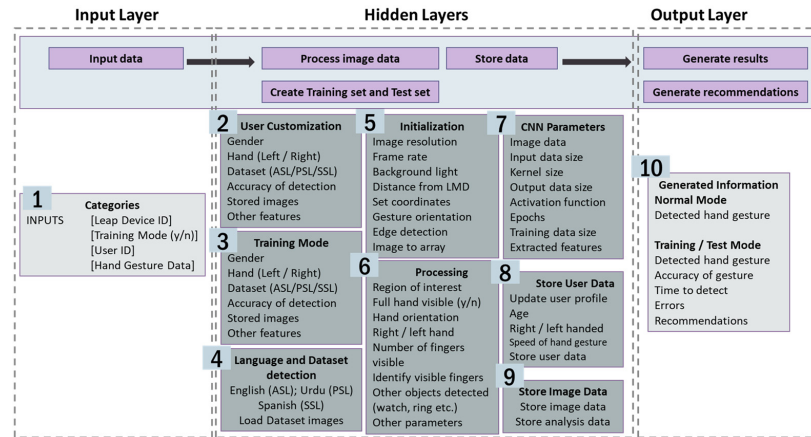 Input Layer
Hidden Layers
Output Layer
Input data
Process image data
Store data
Generate results
Create Training set and Test set
Generate recommendations
1
Categories
INPUTS
[Leap Device ID]
[Training Mode (y/n)]
[User ID]
[Hand Gesture Data]
2
User Customization
Gender
Hand (Left / Right)
Dataset (ASL/PSL/SSL)
Accuracy of detection
Stored images
Other features
3
Training Mode
Gender
Hand (Left / Right)
Dataset (ASL/PSL/SSL)
Accuracy of detection
Stored images
Other features
4
Language and Dataset
detection
English (ASL); Urdu (PSL)
Spanish (SSL)
Load Dataset images
5
Initialization
Image resolution
Frame rate
Background light
Distance from LMD
Set coordinates
Gesture orientation
Edge detection
Image to array
6
Processing
Region of interest
Full hand visible (y/n)
Hand orientation
Right / left hand
Number of fingers
visible
Identify visible fingers
Other objects detected
(watch, ring etc.)
Other parameters
7
CNN Parameters
Image data
Input data size
Kernel size
Output data size
Activation function
Epochs
Training data size
Extracted features
8
Store User Data
Update user profile
Age
Right / left handed
Speed of hand gesture
Store user data
9
Store Image Data
Store image data
Store analysis data
10
Generated Information
Normal Mode
Detected hand gesture
Training / Test Mode
Detected hand gesture
Accuracy of gesture
Time to detect
Errors
Recommendations